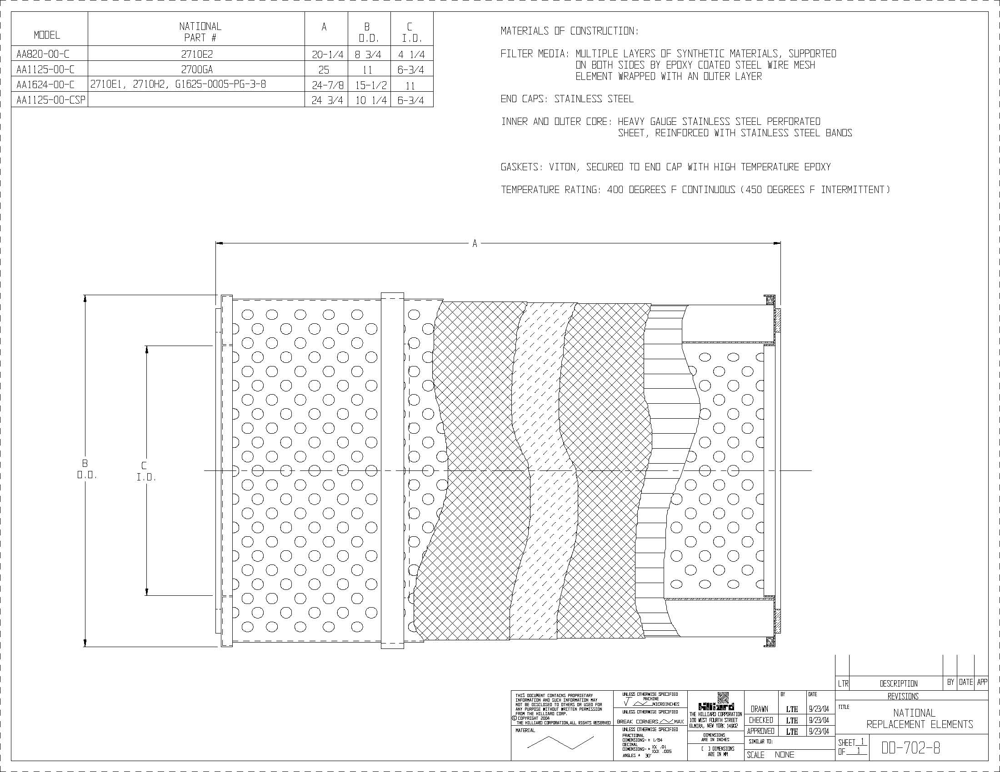 MODEL
NATIONAL
PART #
A
B
O.D.
C
I.D.
AA820-00-C 2710E2 20-1/4 8 3/4 4 1/4
AA1125-00-C 2700GA 25 11 6-3/4
AA1624-00-C 2710E1, 2710H2, G1625-0005-PG-3-8 24-7/8 15-1/2 11
AA1125-00-CSP 24 3/4 10 1/4 6-3/4
MATERIALS OF CONSTRUCTION:
FILTER MEDIA: MULTIPLE LAYERS OF SYNTHETIC MATERIALS, SUPPORTED
ON BOTH SIDES BY EPOXY COATED STEEL WIRE MESH
ELEMENT WRAPPED WITH AN OUTER LAYER
END CAPS: STAINLESS STEEL
INNER AND OUTER CORE: HEAVY GAUGE STAINLESS STEEL PERFORATED
SHEET, REINFORCED WITH STAINLESS STEEL BANDS
GASKETS: VITON, SECURED TO END CAP WITH HIGH TEMPERATURE EPOXY
TEMPERATURE RATING: 400 DEGREES F CONTINUOUS (450 DEGREES F INTERMITTENT)
A
B
O.D.
C
I.D.
LTR DESCRIPTION BY DATE APP
REVISIONS
THIS DOCUMENT CONTAINS PROPRIETARY
INFORMATION AND SUCH INFORMATION MAY
NOT BE DISCLOSED TO OTHERS OR USED FOR
ANY PURPOSE WITHOUT WRITTEN PERMISSION
FROM THE HILLIARD CORP.
© COPYRIGHT 2004
THE HILLIARD CORPORATION, ALL RIGHTS RESERVED
MATERIAL
UNLESS OTHERWISE SPECIFIED
MACHINE
MICROINCHES
UNLESS OTHERWISE SPECIFIED
BREAK CORNERS MAX
UNLESS OTHERWISE SPECIFIED
FRACTIONAL
DIMENSIONS- ± 1/64
DECIMAL
DIMENSIONS- ± XX .01
XXX .005
ANGLES ± 30'
Hilliard
THE HILLIARD CORPORATION
100 WEST FOURTH STREET
ELMIRA, NEW YORK 14902
DIMENSIONS
ARE IN INCHES
[ ] DIMENSIONS
ARE IN MM
BY DATE
DRAWN LTH 9/23/04
CHECKED LTH 9/23/04
APPROVED LTH 9/23/04
SIMILAR TO:
SCALE NONE
TITLE
NATIONAL
REPLACEMENT ELEMENTS
SHEET 1
OF 1
DD-702-8